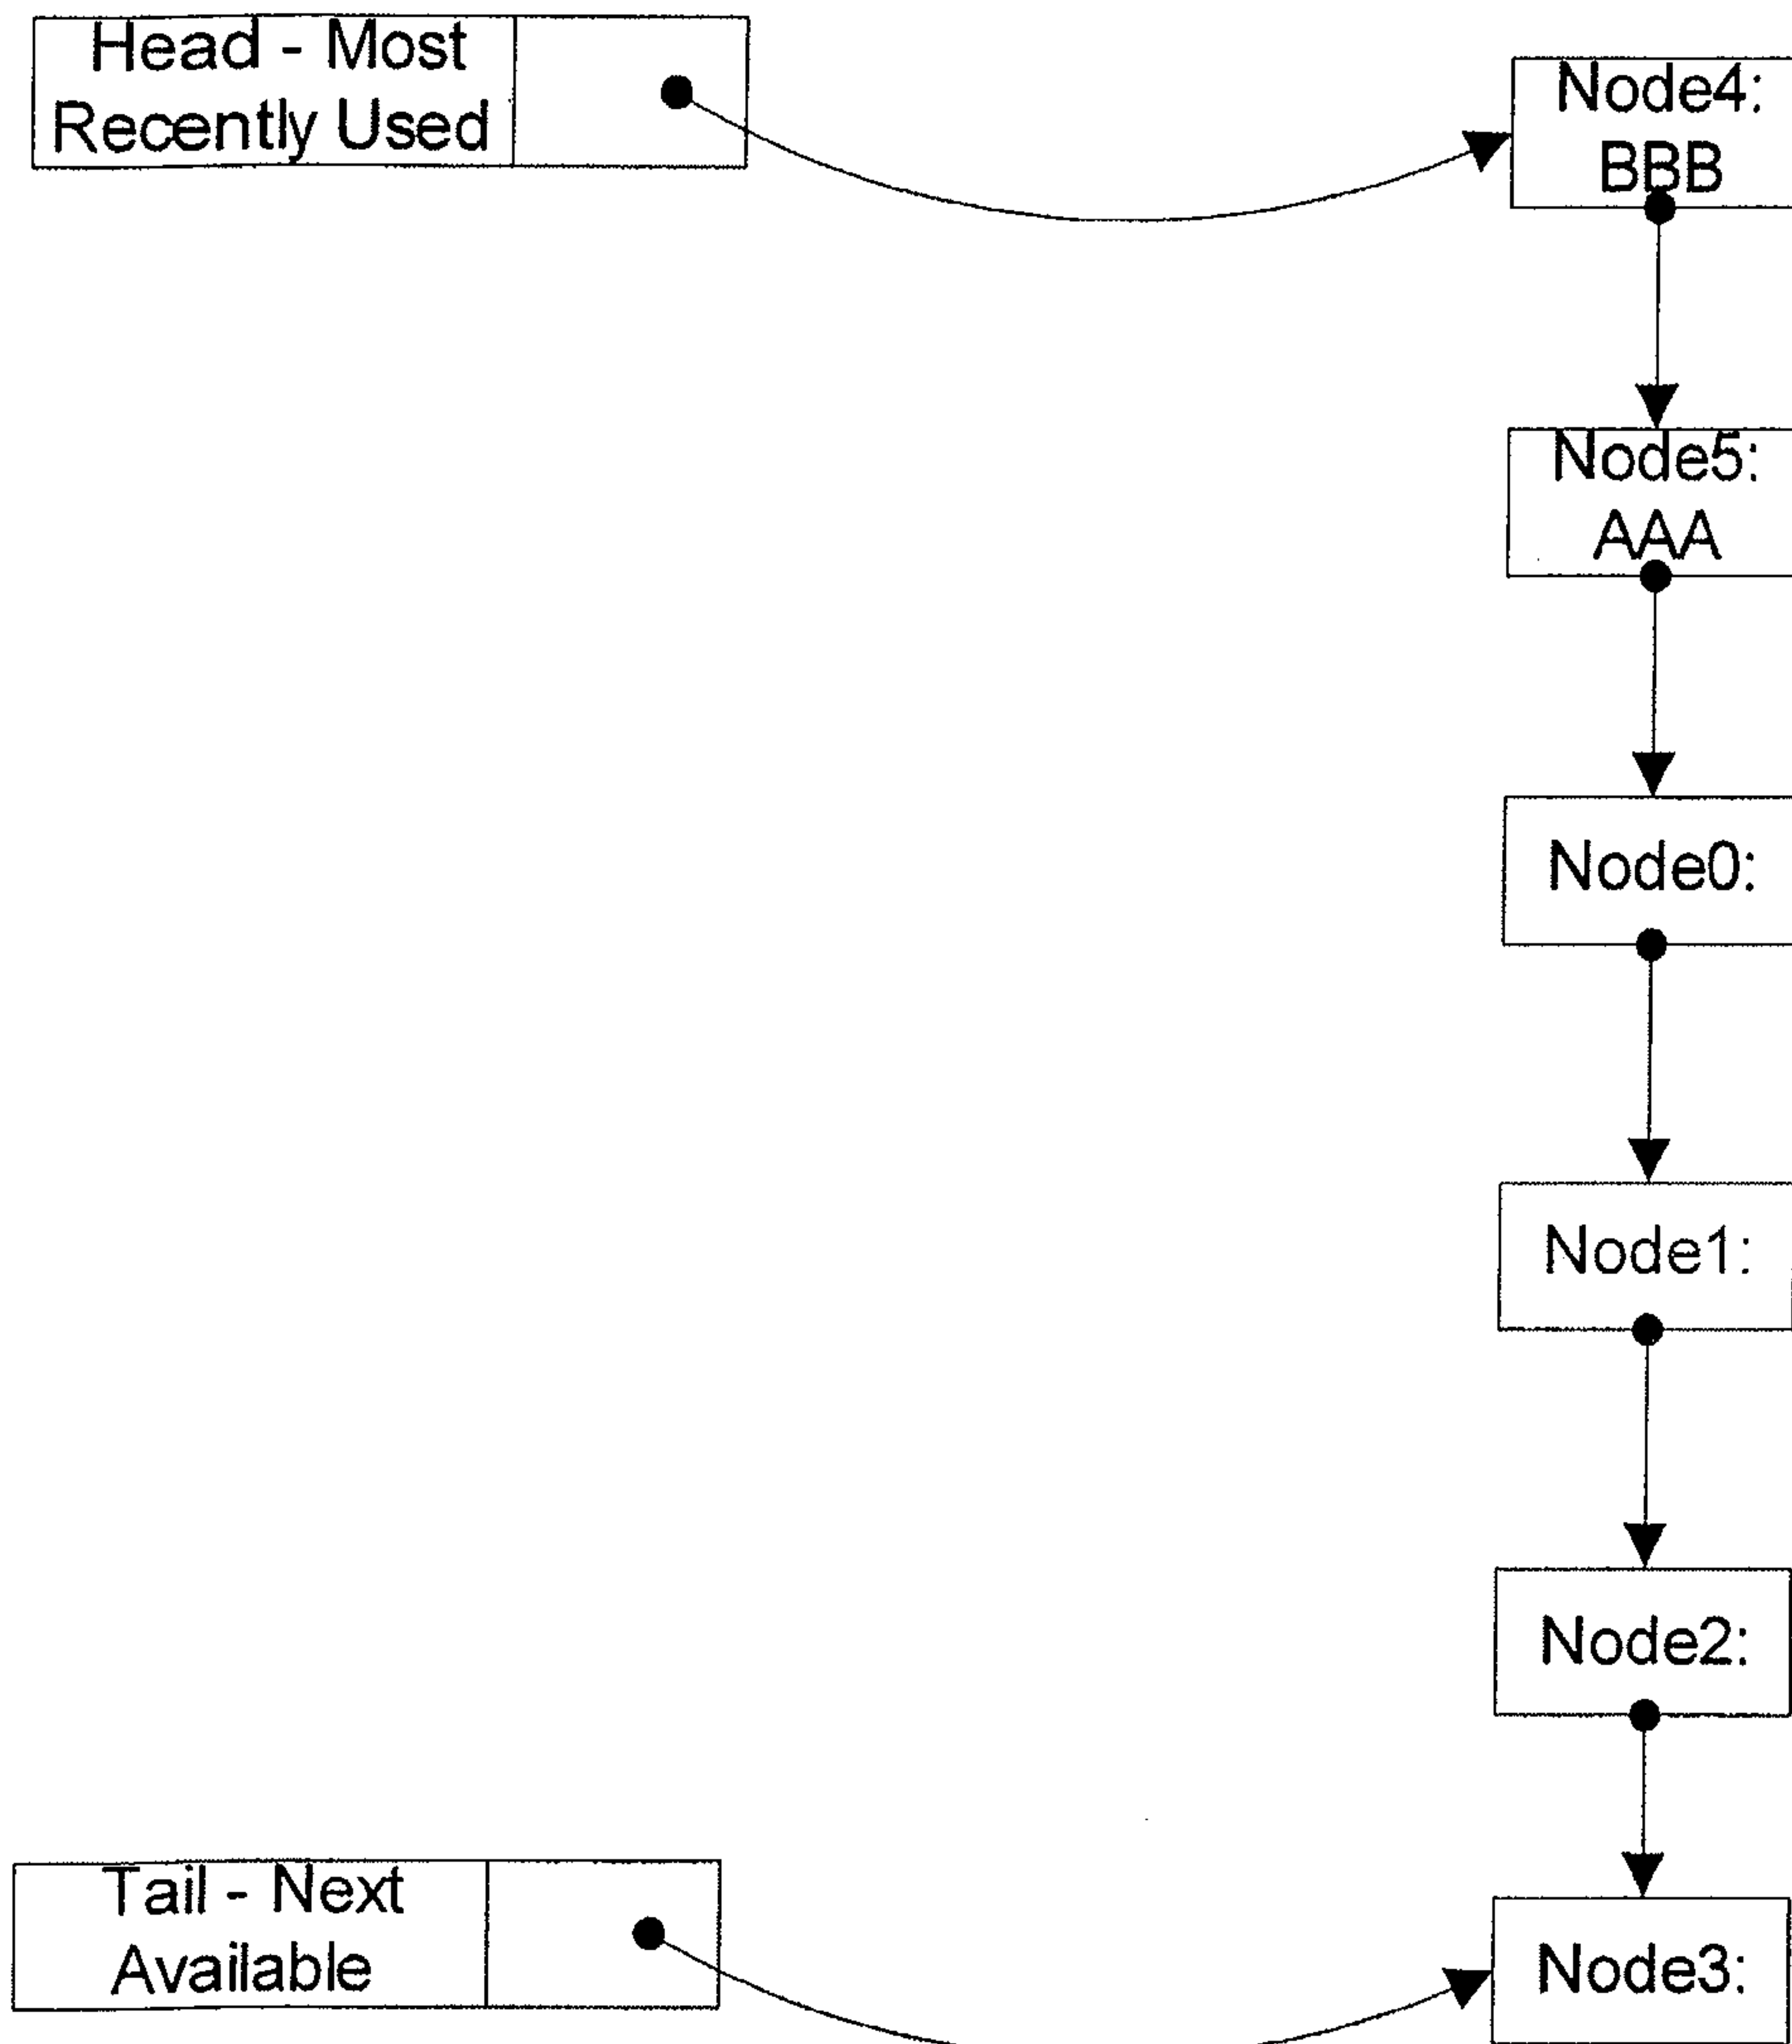 Head - Most
Recently Used
Node4:
BBB
Node5:
AAA
Node0:
Node1:
Node2:
Tail - Next
Available
Node3: